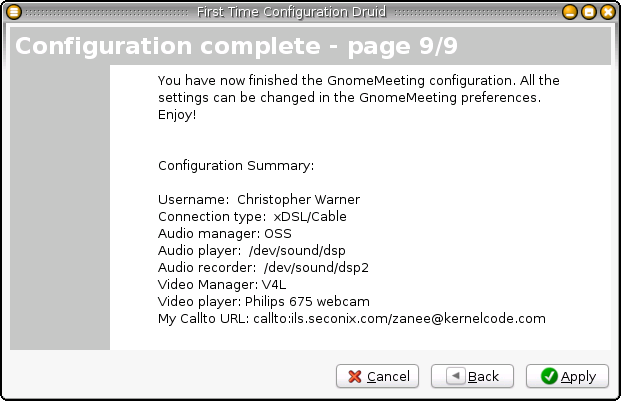 First Time Configuration Druid
Configuration complete - page 9/9
You have now finished the GnomeMeeting configuration. All the
settings can be changed in the GnomeMeeting preferences.
Enjoy!
Configuration Summary:
Username:  Christopher Warner
Connection type:  xDSL/Cable
Audio manager: OSS
Audio player:  /dev/sound/dsp
Audio recorder:  /dev/sound/dsp2
Video Manager: V4L
Video player: Philips 675 webcam
My Callto URL: callto:ils.seconix.com/zanee@kernelcode.com
Cancel Back Apply